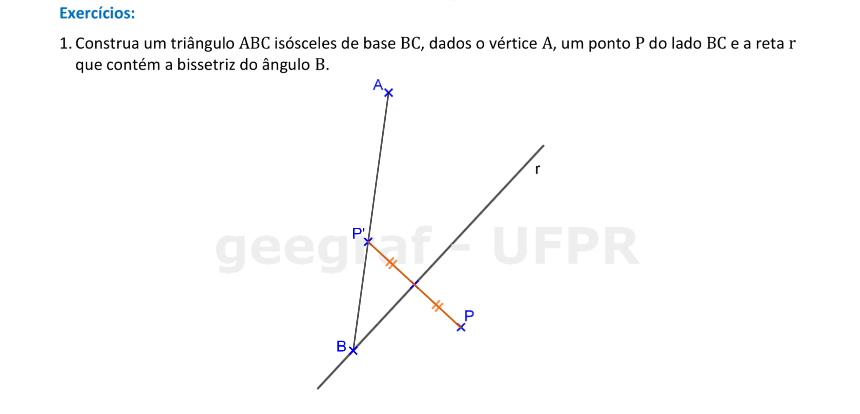 Exercícios:
1. Construa um triângulo ABC isósceles de base BC, dados o vértice A, um ponto P do lado BC e a reta r
que contém a bissetriz do ângulo B.
A
r
P'
geegraf - UFPR
P
B